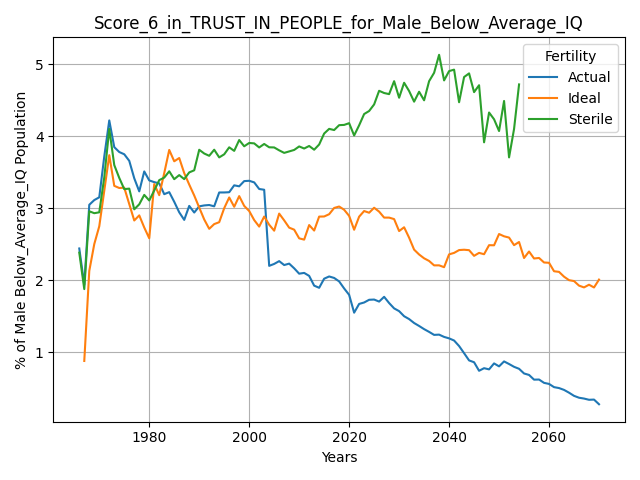 Score_6_in_TRUST_IN_PEOPLE_for_Male_Below_Average_IQ
% of Male Below_Average_IQ Population
5
4
3
2
1
Fertility
Actual
Ideal
Sterile
1980
2000
2020
2040
2060
Years